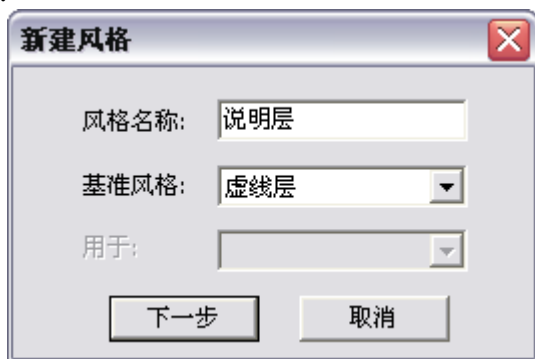 新建风格
风格名称: 说明层
基准风格: 虚线层
用于:
下一步 取消